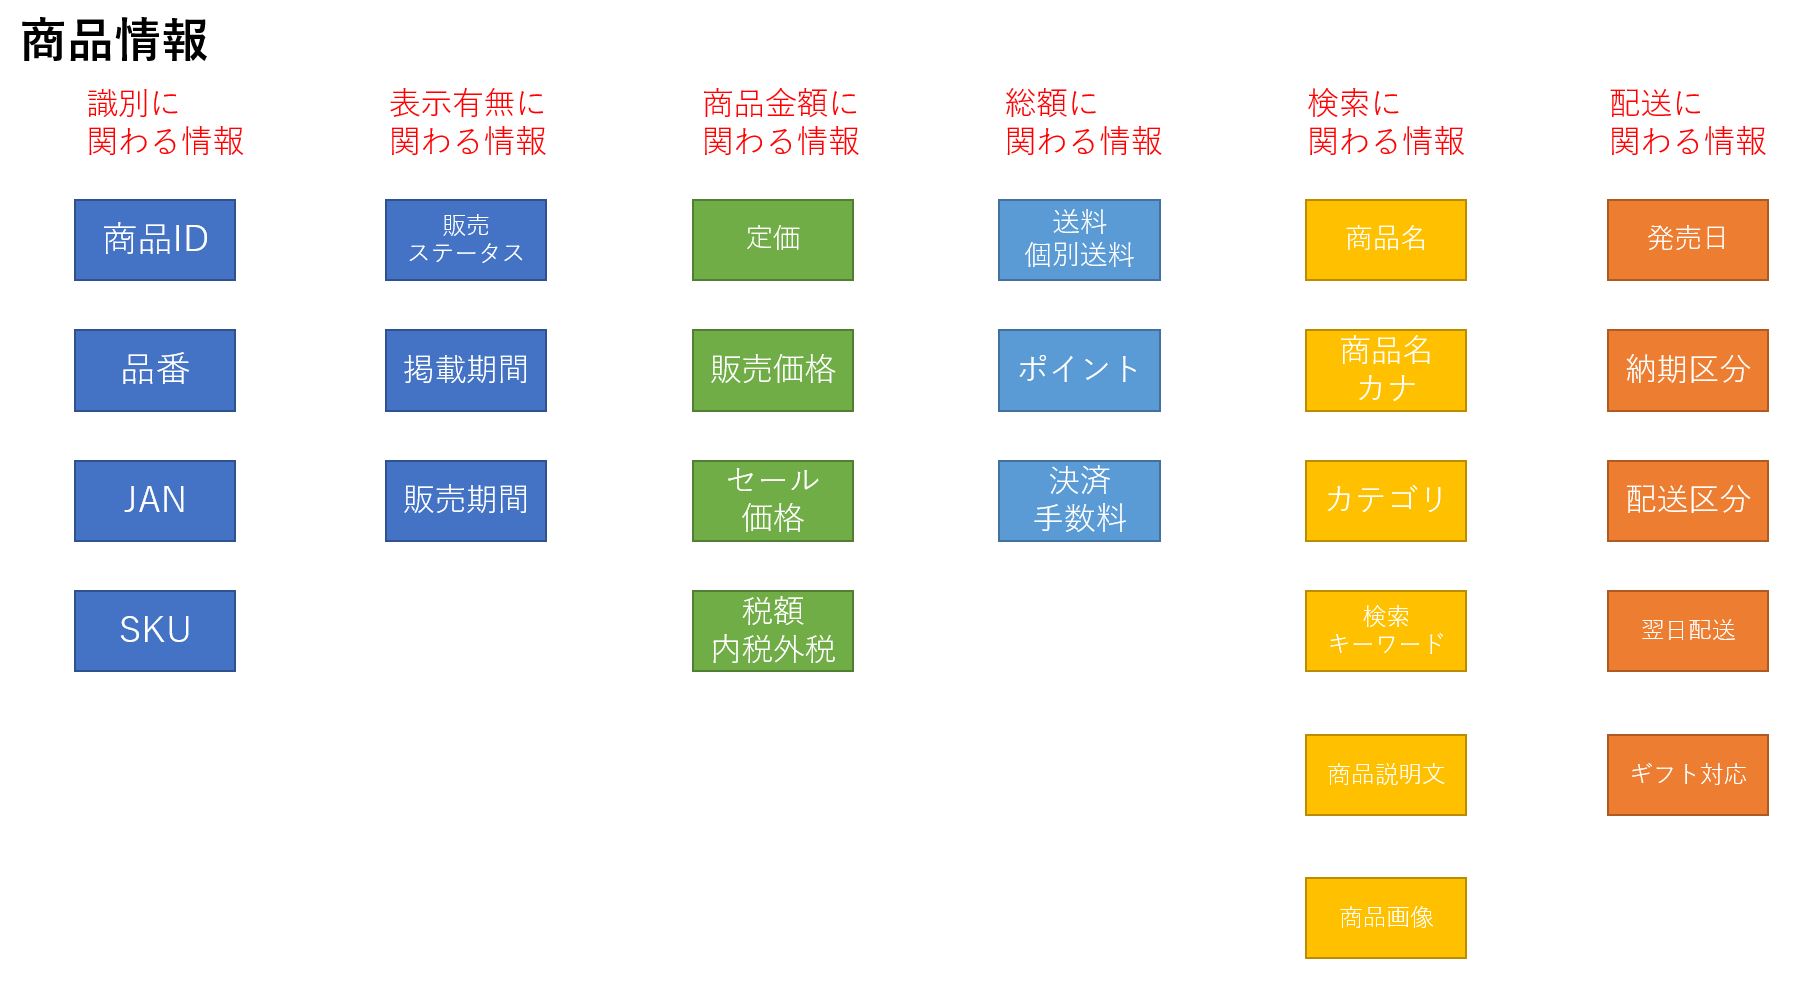 商品情報
識別に
関わる情報
商品ID
品番
JAN
SKU
表示有無に
関わる情報
販売
ステータス
掲載期間
販売期間
商品金額に
関わる情報
定価
販売価格
セール
価格
税額
内税外税
総額に
関わる情報
送料
個別送料
ポイント
決済
手数料
検索に
関わる情報
商品名
商品名
カナ
カテゴリ
検索
キーワード
商品説明文
商品画像
配送に
関わる情報
発売日
納期区分
配送区分
翌日配送
ギフト対応